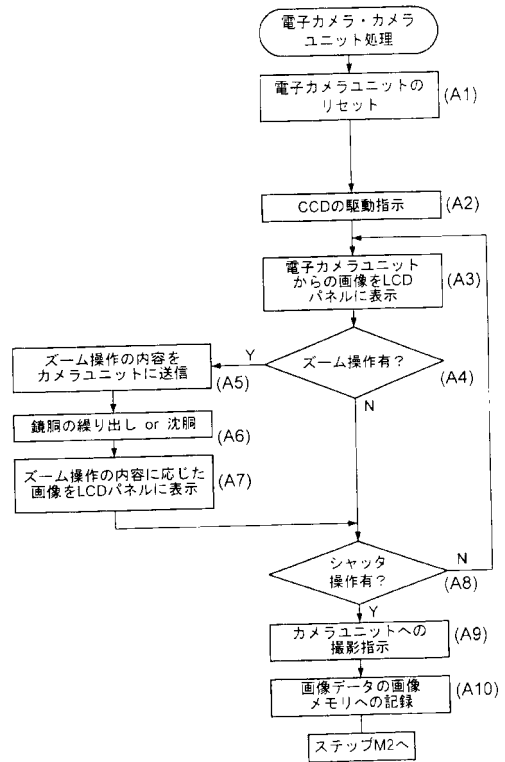 電子カメラ・カメラ
ユニット処理
電子カメラユニットの
リセット
(A1)
CCDの駆動指示
(A2)
電子カメラユニット
からの画像をLCD
パネルに表示
(A3)
ズーム操作有?
(A4)
Y
N
ズーム操作の内容を
カメラユニットに送信
(A5)
鏡胴の繰り出し or 沈胴
(A6)
ズーム操作の内容に応じた
画像をLCDパネルに表示
(A7)
シャッタ
操作有?
(A8)
N
Y
カメラユニットへの
撮影指示
(A9)
画像データの画像
メモリへの記録
(A10)
ステップM2へ